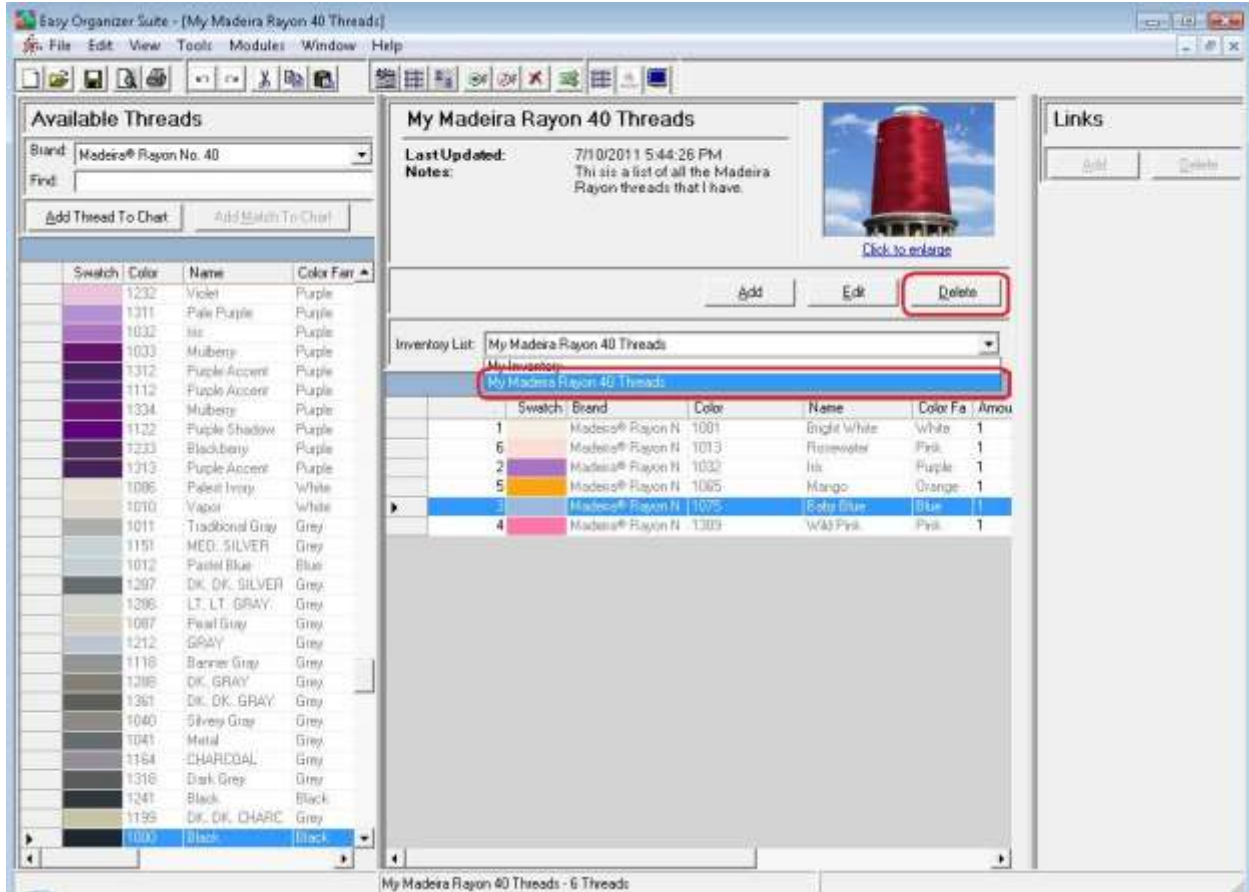 Easy Organizer Suite - [My Madeira Rayon 40 Threads]
File Edit View Tools Modules Window Help
Available Threads
Brand: Madeira® Rayon No. 40
Find:
Add Thread To Chart Add Match To Chart
Swatch Color Name Color Fam
1232 Violet Purple
1311 Pale Purple Purple
1032 Iris Purple
1033 Mulberry Purple
1312 Purple Accent Purple
1112 Purple Accent Purple
1334 Mulberry Purple
1122 Purple Shadow Purple
1233 Blackberry Purple
1313 Purple Accent Purple
1086 Palest Ivory White
1010 Vapor White
1011 Traditional Gray Grey
1151 MED. SILVER Grey
1012 Pastel Blue Blue
1287 DK. DK. SILVER Grey
1286 LT. LT. GRAY Grey
1087 Pearl Gray Grey
1212 GRAY Grey
1118 Banner Gray Grey
1288 DK. GRAY Grey
1361 DK. DK. GRAY Grey
1040 Silvery Gray Grey
1041 Metal Grey
1164 CHARCOAL Grey
1318 Dark Grey Grey
1241 Black Black
1199 DK. DK. CHARC Grey
1000 Black Black
My Madeira Rayon 40 Threads
Last Updated: 7/10/2011 5:44:26 PM
Notes: Thi sis a list of all the Madeira
Rayon threads that I have.
Click to enlarge
Add Edit Delete
Inventory List: My Madeira Rayon 40 Threads
My Inventory
My Madeira Rayon 40 Threads
Swatch Brand Color Name Color Fa Amou
1 Madeira® Rayon N 1001 Bright White White 1
6 Madeira® Rayon N 1013 Rosewater Pink 1
2 Madeira® Rayon N 1032 Iris Purple 1
5 Madeira® Rayon N 1065 Mango Orange 1
3 Madeira® Rayon N 1075 Baby Blue Blue 1
4 Madeira® Rayon N 1309 Wild Pink Pink 1
Links
Add Delete
My Madeira Rayon 40 Threads - 6 Threads